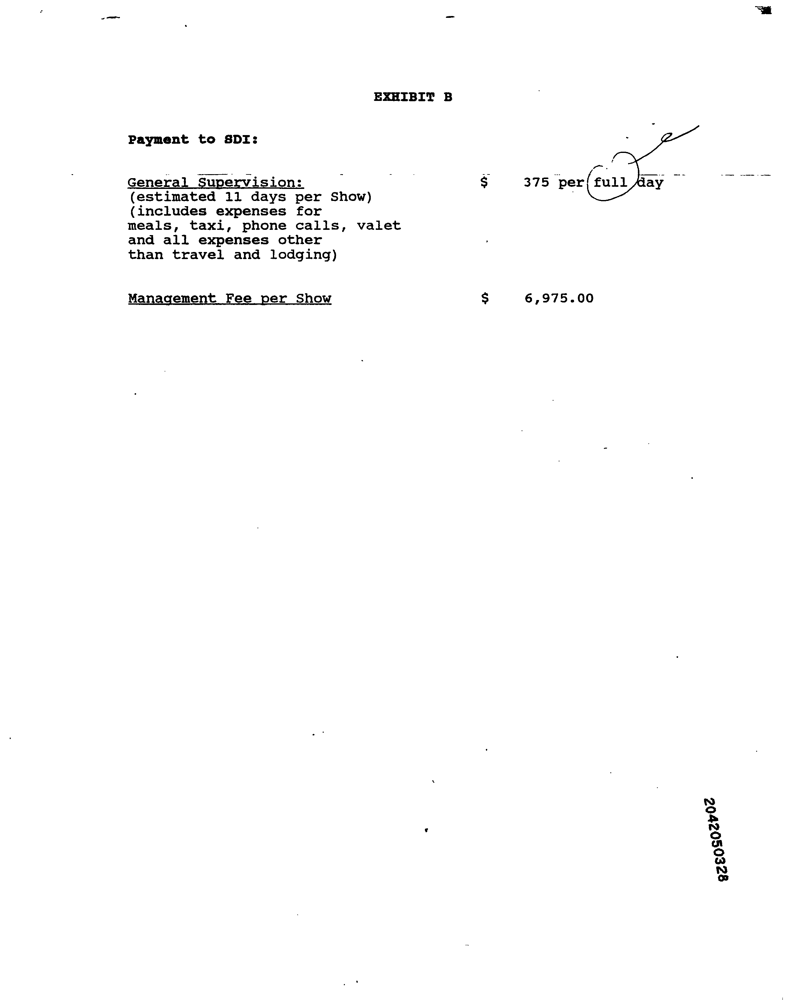 EXHIBIT B
Payment to SDI:
General Supervision: $ 375 per full day
(estimated 11 days per Show)
(includes expenses for
meals, taxi, phone calls, valet
and all expenses other
than travel and lodging)
Management Fee per Show $ 6,975.00
2042050328